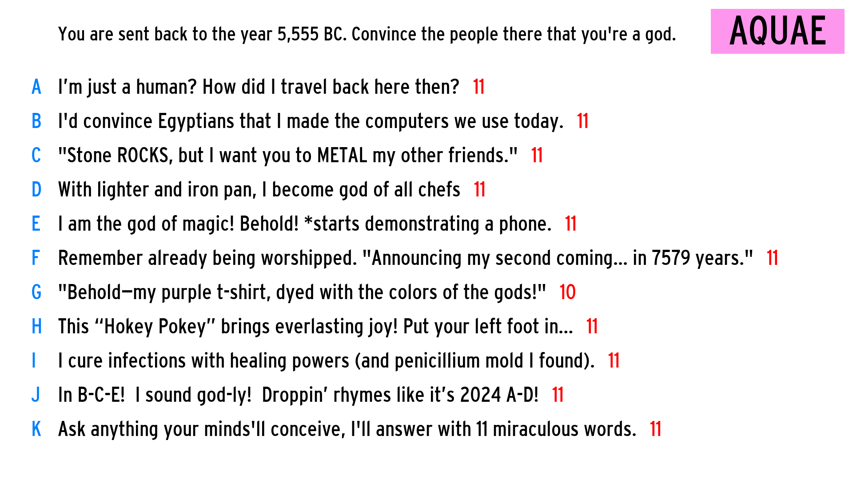 You are sent back to the year 5,555 BC. Convince the people there that you're a god.
AQUAE
A I'm just a human? How did I travel back here then? 11
B I'd convince Egyptians that I made the computers we use today. 11
C "Stone ROCKS, but I want you to METAL my other friends." 11
D With lighter and iron pan, I become god of all chefs 11
E I am the god of magic! Behold! *starts demonstrating a phone. 11
F Remember already being worshipped. "Announcing my second coming... in 7579 years." 11
G "Behold—my purple t-shirt, dyed with the colors of the gods!" 10
H This “Hokey Pokey” brings everlasting joy! Put your left foot in... 11
I I cure infections with healing powers (and penicillium mold I found). 11
J In B-C-E! I sound god-ly! Droppin’ rhymes like it’s 2024 A-D! 11
K Ask anything your minds'll conceive, I'll answer with 11 miraculous words. 11